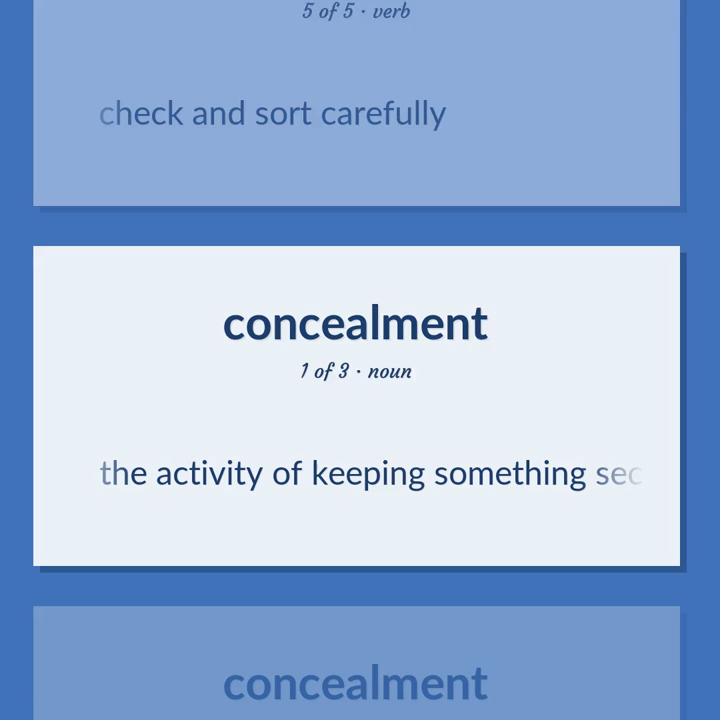 5 of 5 · verb
check and sort carefully
concealment
1 of 3 · noun
the activity of keeping something sec
concealment